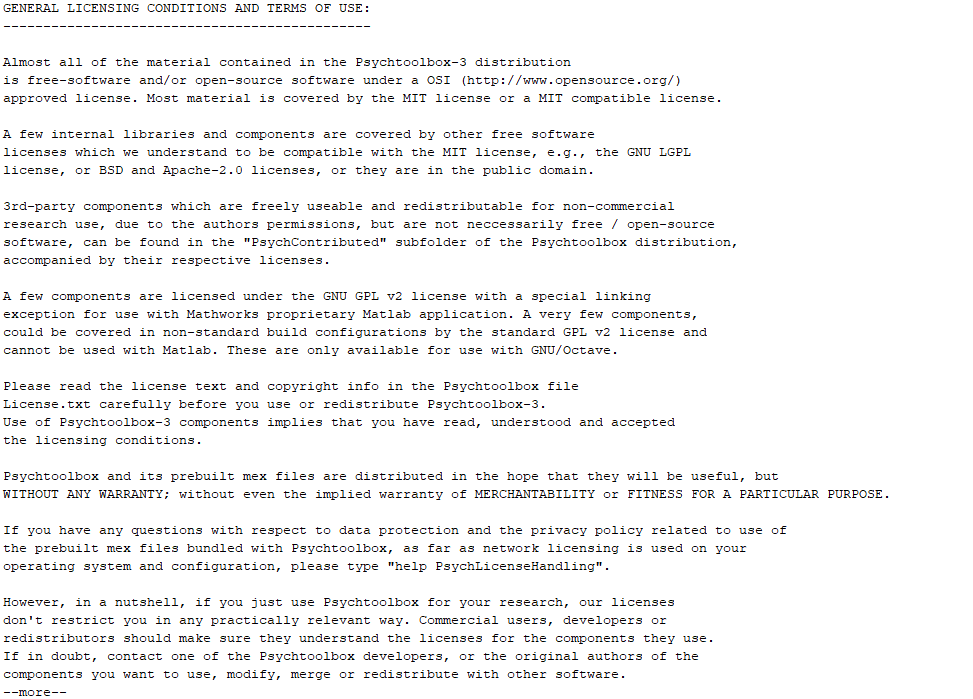 GENERAL LICENSING CONDITIONS AND TERMS OF USE:
----------------------------------------------
Almost all of the material contained in the Psychtoolbox-3 distribution
is free-software and/or open-source software under a OSI (http://www.opensource.org/)
approved license. Most material is covered by the MIT license or a MIT compatible license.
A few internal libraries and components are covered by other free software
licenses which we understand to be compatible with the MIT license, e.g., the GNU LGPL
license, or BSD and Apache-2.0 licenses, or they are in the public domain.
3rd-party components which are freely useable and redistributable for non-commercial
research use, due to the authors permissions, but are not neccessarily free / open-source
software, can be found in the "PsychContributed" subfolder of the Psychtoolbox distribution,
accompanied by their respective licenses.
A few components are licensed under the GNU GPL v2 license with a special linking
exception for use with Mathworks proprietary Matlab application. A very few components,
could be covered in non-standard build configurations by the standard GPL v2 license and
cannot be used with Matlab. These are only available for use with GNU/Octave.
Please read the license text and copyright info in the Psychtoolbox file
License.txt carefully before you use or redistribute Psychtoolbox-3.
Use of Psychtoolbox-3 components implies that you have read, understood and accepted
the licensing conditions.
Psychtoolbox and its prebuilt mex files are distributed in the hope that they will be useful, but
WITHOUT ANY WARRANTY; without even the implied warranty of MERCHANTABILITY or FITNESS FOR A PARTICULAR PURPOSE.
If you have any questions with respect to data protection and the privacy policy related to use of
the prebuilt mex files bundled with Psychtoolbox, as far as network licensing is used on your
operating system and configuration, please type "help PsychLicenseHandling".
However, in a nutshell, if you just use Psychtoolbox for your research, our licenses
don't restrict you in any practically relevant way. Commercial users, developers or
redistributors should make sure they understand the licenses for the components they use.
If in doubt, contact one of the Psychtoolbox developers, or the original authors of the
components you want to use, modify, merge or redistribute with other software.
--more--